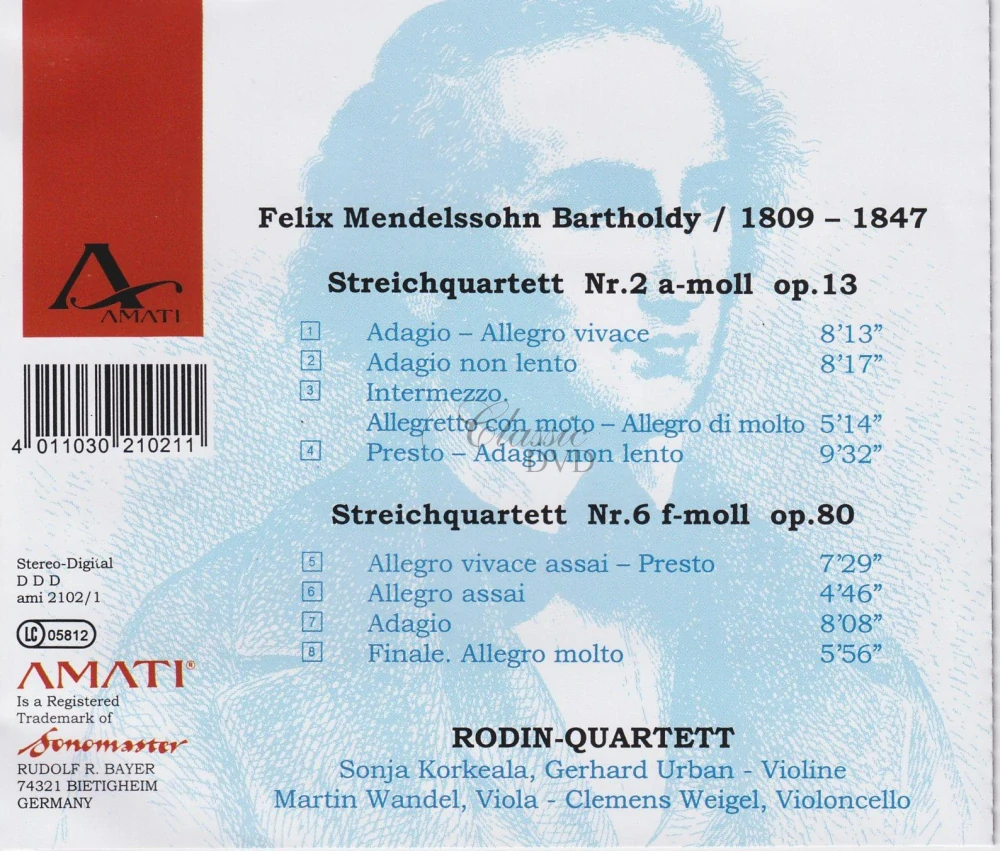 Felix Mendelssohn Bartholdy / 1809 – 1847
Streichquartett Nr.2 a-moll op.13
1 Adagio – Allegro vivace 8'13"
2 Adagio non lento 8'17"
3 Intermezzo.
Allegretto con moto – Allegro di molto 5'14"
4 Presto – Adagio non lento 9'32"
Streichquartett Nr.6 f-moll op.80
5 Allegro vivace assai – Presto 7'29"
6 Allegro assai 4'46"
7 Adagio 8'08"
8 Finale. Allegro molto 5'56"
RODIN-QUARTETT
Sonja Korkeala, Gerhard Urban - Violine
Martin Wandel, Viola - Clemens Weigel, Violoncello
A
AMATI
4 011030 210211
Stereo-Digital
D D D
ami 2102/1
LC 05812
AMATI®
Is a Registered
Trademark of
Sonomaster
RUDOLF R. BAYER
74321 BIETIGHEIM
GERMANY
Classic
DVD